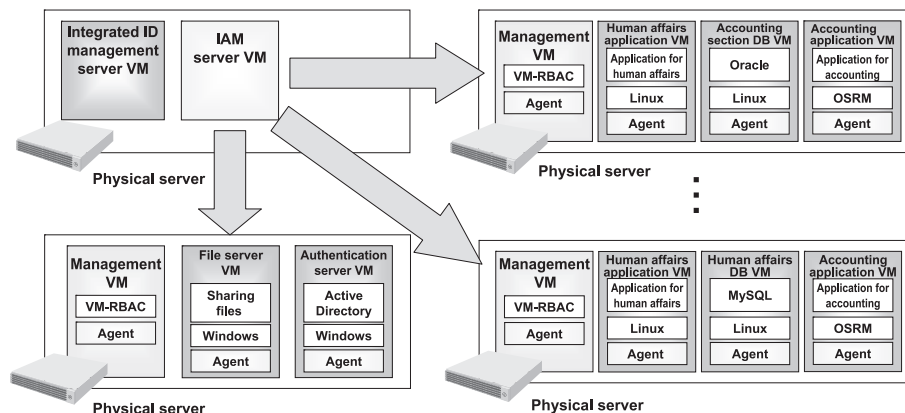 Integrated ID
management
server VM
IAM
server VM
Physical server
Management
VM
VM-RBAC
Agent
Human affairs
application VM
Application for
human affairs
Linux
Agent
Accounting
section DB VM
Oracle
Linux
Agent
Accounting
application VM
Application for
accounting
OSRM
Agent
Physical server
Management
VM
VM-RBAC
Agent
File server
VM
Sharing
files
Windows
Agent
Authentication
server VM
Active
Directory
Windows
Agent
Physical server
Management
VM
VM-RBAC
Agent
Human affairs
application VM
Application for
human affairs
Linux
Agent
Human affairs
DB VM
MySQL
Linux
Agent
Accounting
application VM
Application for
accounting
OSRM
Agent
Physical server